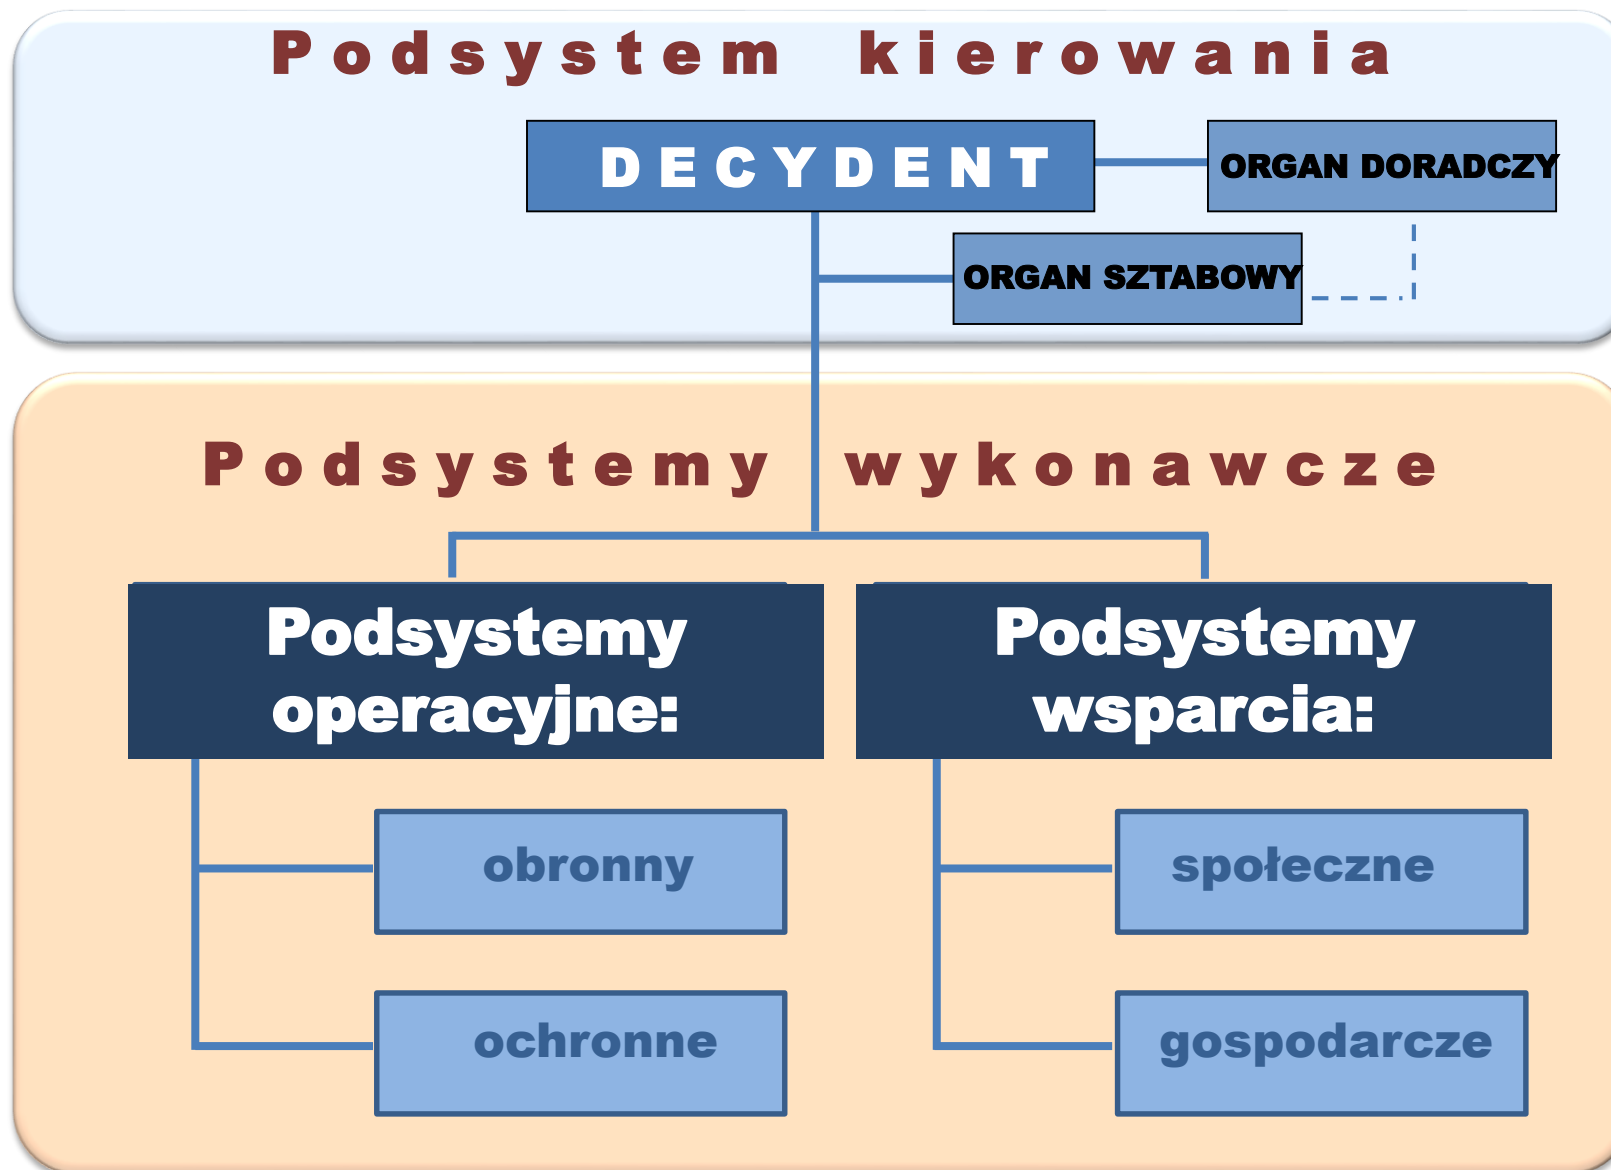 Podsystem kierowania
DECYDENT
ORGAN DORADCZY
ORGAN SZTABOWY
Podsystemy wykonawcze
Podsystemy
operacyjne:
obronny
ochronne
Podsystemy
wsparcia:
społeczne
gospodarcze